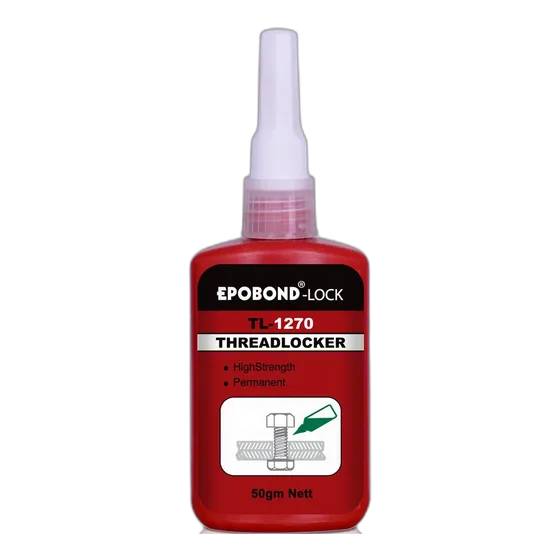 EPOBOND®-LOCK
TL-1270
THREADLOCKER
• HighStrength
• Permanent
50gm Nett